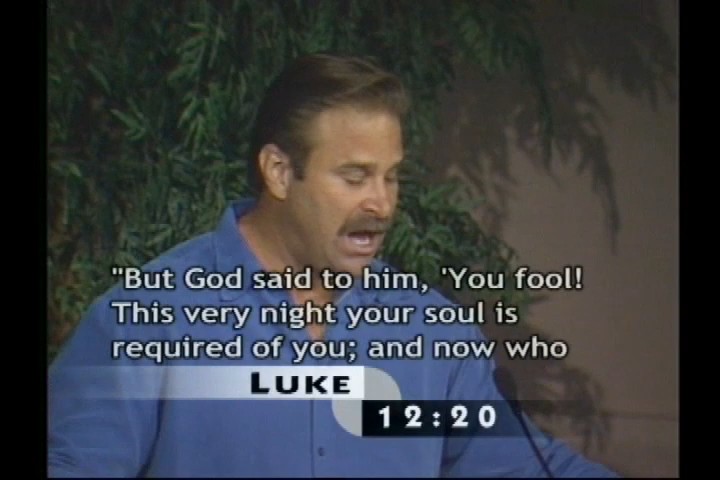 "But God said to him, 'You fool!
This very night your soul is
required of you; and now who
LUKE
12:20